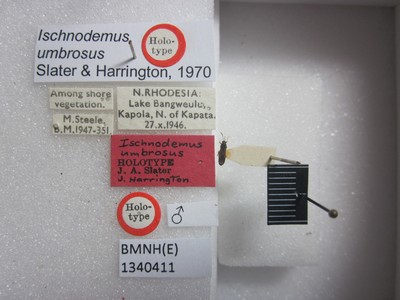 Ischnodemus
umbrosus
Slater & Harrington, 1970
Holo-
type
Among shore
vegetation.
M. Steele,
B.M.1947-351.
N. RHODESIA:
Lake Bangweulu,
Kapola, N. of Kapata.
27.x.1946.
Ischnodemus
umbrosus
HOLOTYPE
J. A. Slater
J. Harrington
Holo-
type
♂
BMNH(E)
1340411